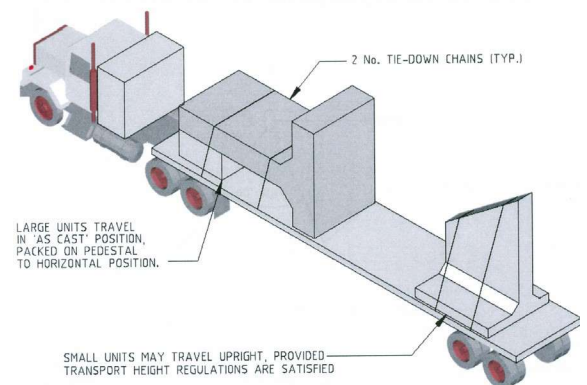 2 No. TIE-DOWN CHAINS (TYP.)
LARGE UNITS TRAVEL
IN 'AS CAST' POSITION,
PACKED ON PEDESTAL
TO HORIZONTAL POSITION.
SMALL UNITS MAY TRAVEL UPRIGHT, PROVIDED
TRANSPORT HEIGHT REGULATIONS ARE SATISFIED